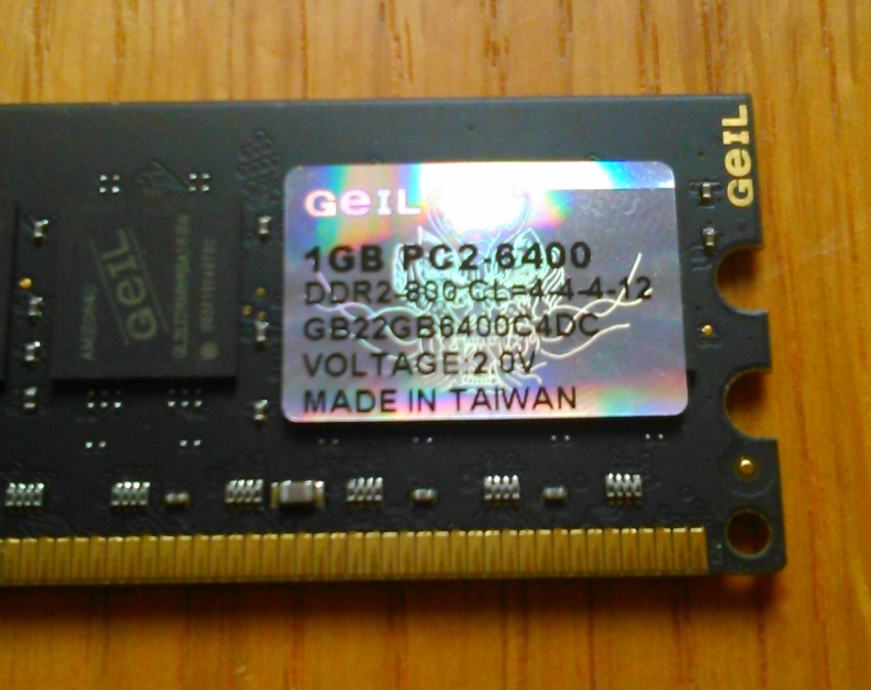 GeIL
GeIL
1GB PC2-6400
DDR2-800 CL=4-4-4-12
GB22GB6400C4DC
VOLTAGE:2.0V
MADE IN TAIWAN
GeIL